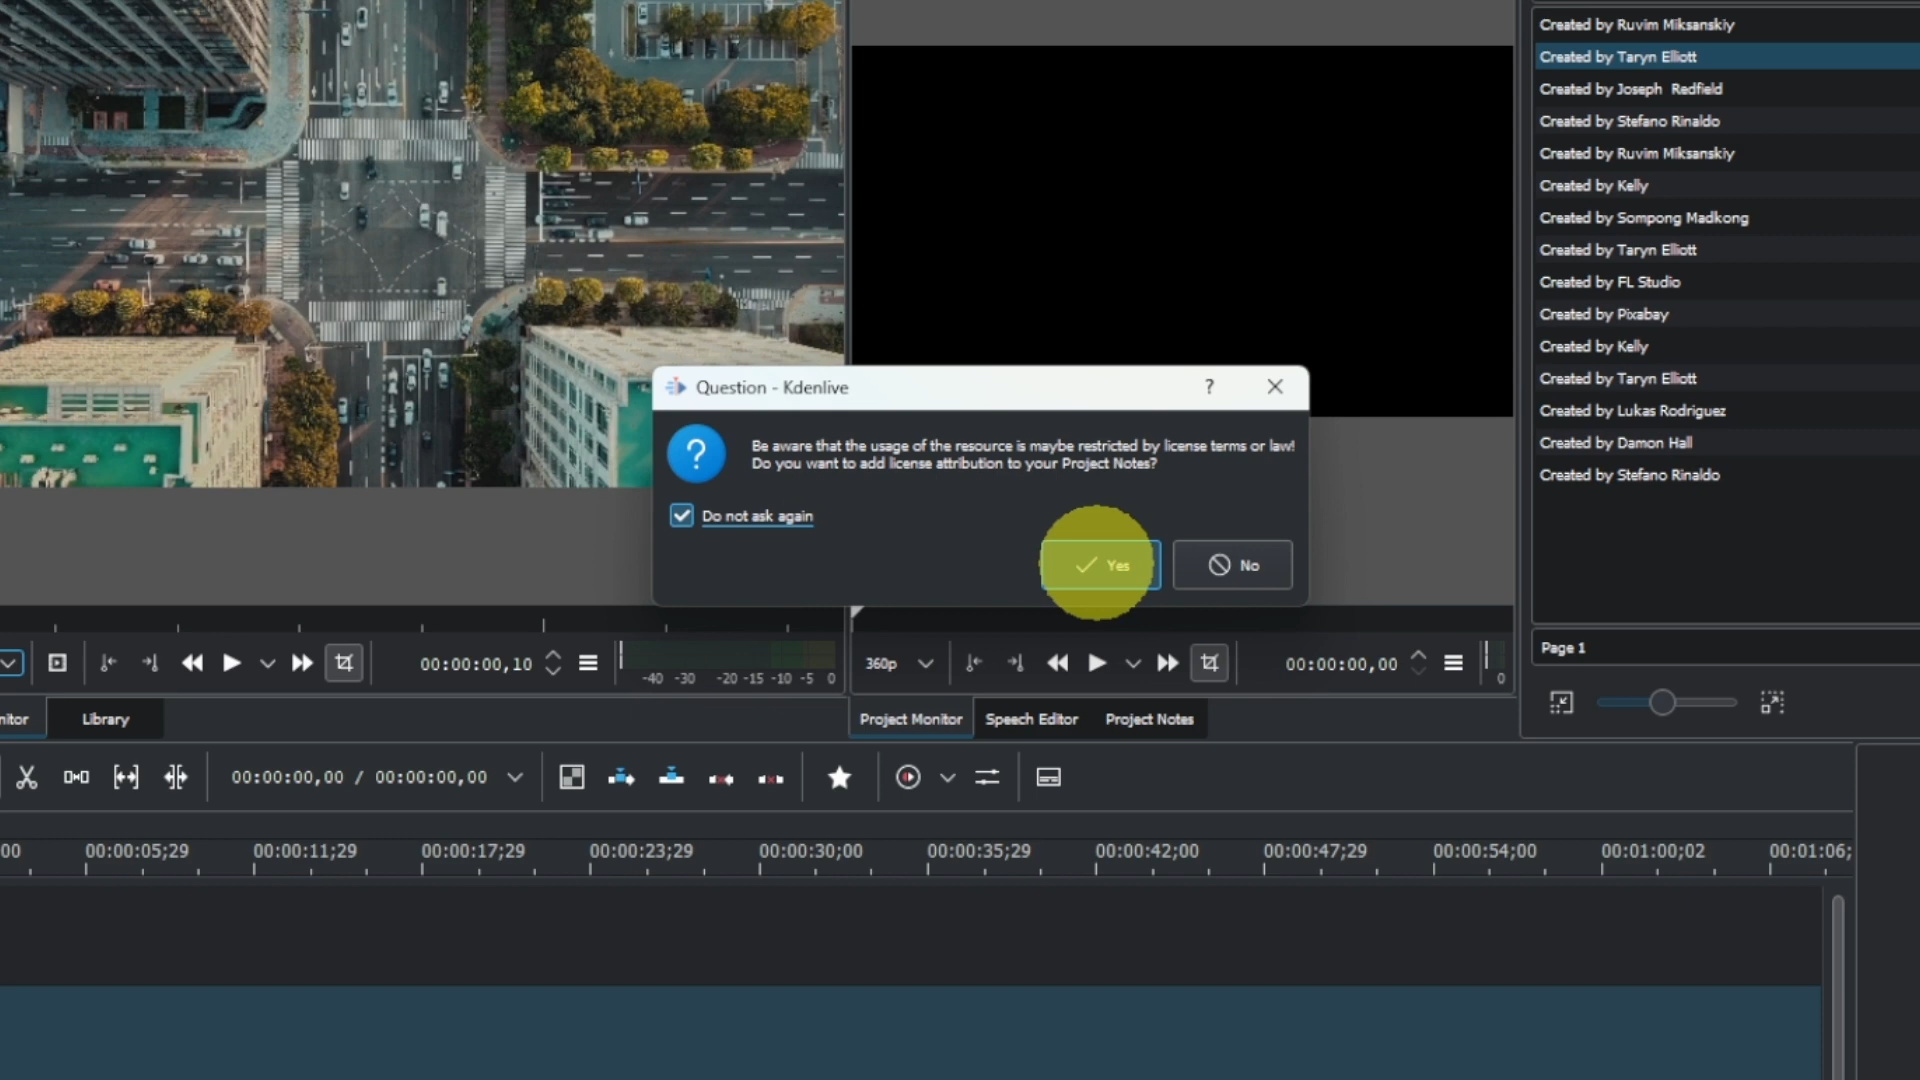 Created by Ruvim Miksanskiy
Created by Taryn Elliott
Created by Joseph  Redfield
Created by Stefano Rinaldo
Created by Ruvim Miksanskiy
Created by Kelly
Created by Sompong Madkong
Created by Taryn Elliott
Created by FL Studio
Created by Pixabay
Created by Kelly
Created by Taryn Elliott
Created by Lukas Rodriguez
Created by Damon Hall
Created by Stefano Rinaldo
Question - Kdenlive
?
Be aware that the usage of the resource is maybe restricted by license terms or law!
Do you want to add license attribution to your Project Notes?
Do not ask again
Yes
No
Page 1
00:00:00,10
-40 -30 -20 -15 -10 -5 0
360p
00:00:00,00
0
nitor
Library
Project Monitor
Speech Editor
Project Notes
00:00:00,00 / 00:00:00,00
00 00:00:05;29 00:00:11;29 00:00:17;29 00:00:23;29 00:00:30;00 00:00:35;29 00:00:42;00 00:00:47;29 00:00:54;00 00:01:00;02 00:01:06;